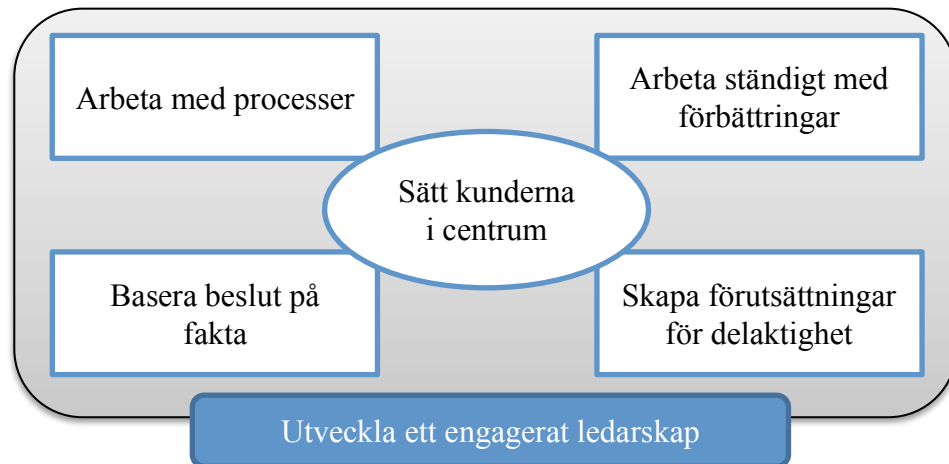 Arbeta med processer
Arbeta ständigt med
förbättringar
Sätt kunderna
i centrum
Basera beslut på
fakta
Skapa förutsättningar
för delaktighet
Utveckla ett engagerat ledarskap